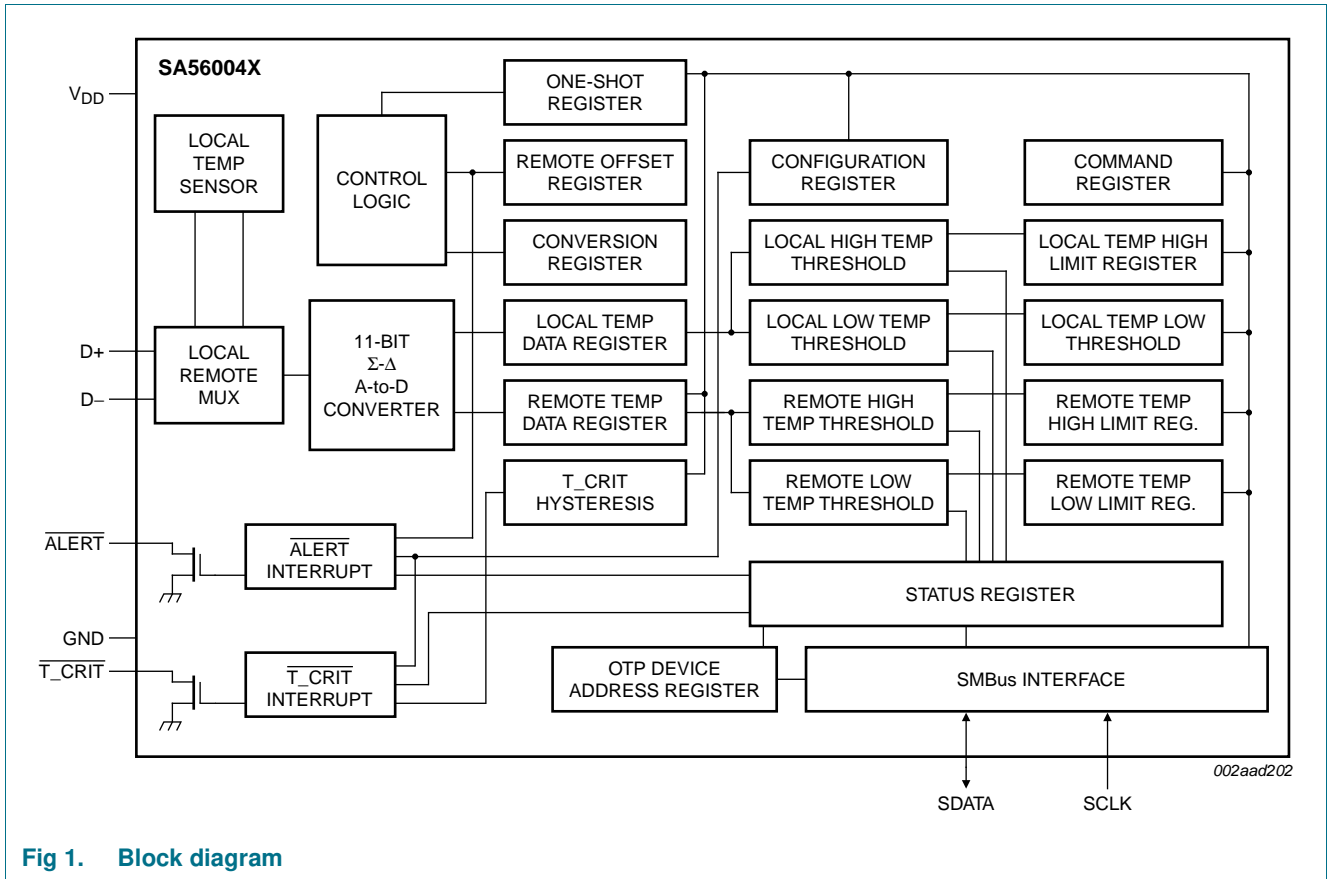 SA56004X
VDD
LOCAL
TEMP
SENSOR
CONTROL
LOGIC
ONE-SHOT
REGISTER
REMOTE OFFSET
REGISTER
CONVERSION
REGISTER
CONFIGURATION
REGISTER
COMMAND
REGISTER
LOCAL HIGH TEMP
THRESHOLD
LOCAL TEMP HIGH
LIMIT REGISTER
D+
D−
LOCAL
REMOTE
MUX
11-BIT
Σ-Δ
A-to-D
CONVERTER
LOCAL TEMP
DATA REGISTER
LOCAL LOW TEMP
THRESHOLD
LOCAL TEMP LOW
THRESHOLD
REMOTE TEMP
DATA REGISTER
REMOTE HIGH
TEMP THRESHOLD
REMOTE TEMP
HIGH LIMIT REG.
T_CRIT
HYSTERESIS
REMOTE LOW
TEMP THRESHOLD
REMOTE TEMP
LOW LIMIT REG.
ALERT
ALERT
INTERRUPT
STATUS REGISTER
GND
T_CRIT
T_CRIT
INTERRUPT
OTP DEVICE
ADDRESS REGISTER
SMBus INTERFACE
002aad202
SDATA
SCLK
Fig 1. Block diagram